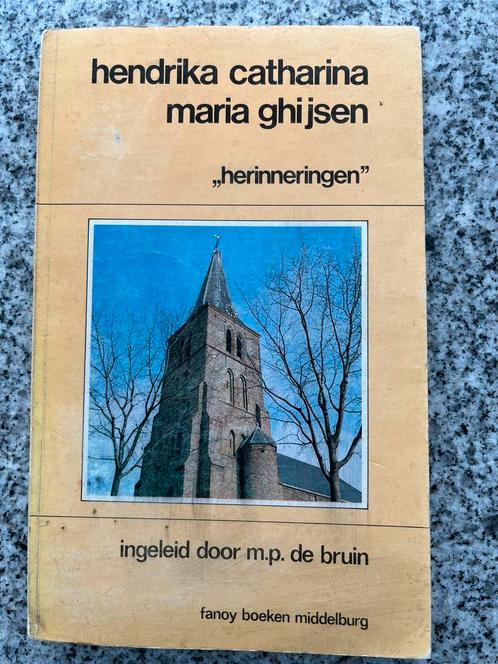 hendrika catharina
maria ghijsen
„herinneringen”
ingeleid door m.p. de bruin
fanoy boeken middelburg